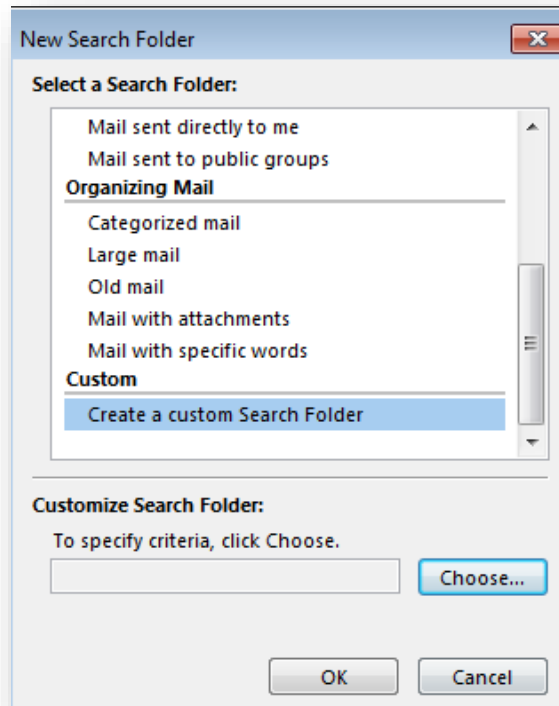 New Search Folder
Select a Search Folder:
Mail sent directly to me
Mail sent to public groups
Organizing Mail
Categorized mail
Large mail
Old mail
Mail with attachments
Mail with specific words
Custom
Create a custom Search Folder
Customize Search Folder:
To specify criteria, click Choose.
Choose...
OK
Cancel